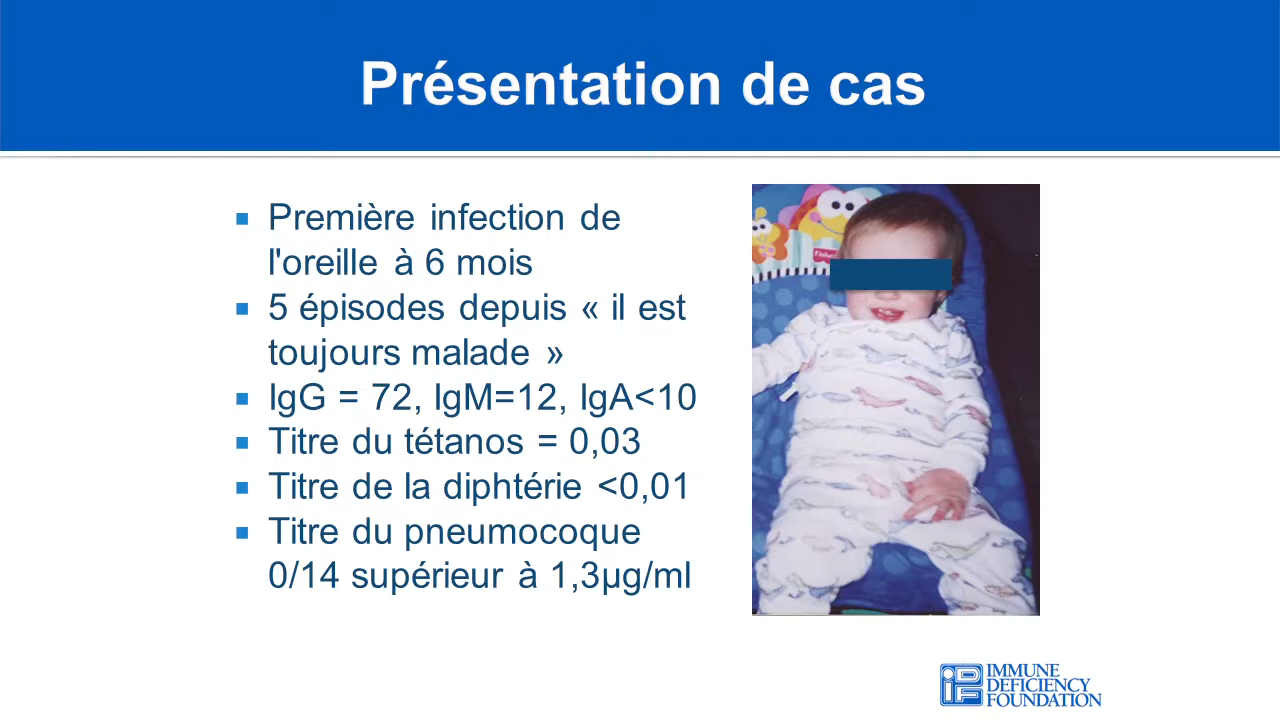 Présentation de cas
Première infection de
l'oreille à 6 mois
5 épisodes depuis « il est
toujours malade »
IgG = 72, IgM=12, IgA<10
Titre du tétanos = 0,03
Titre de la diphtérie <0,01
Titre du pneumocoque
0/14 supérieur à 1,3µg/ml
IDF
IMMUNE
DEFICIENCY
FOUNDATION